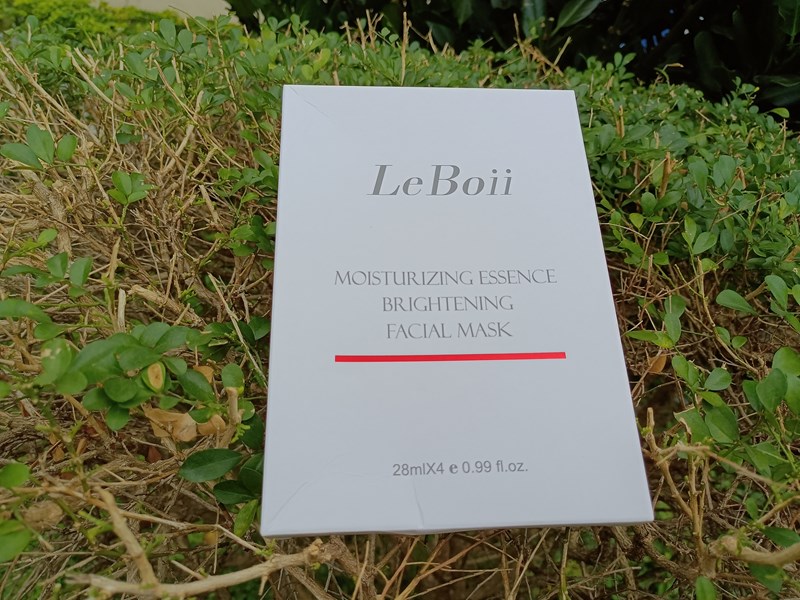 LeBoii
MOISTURIZING ESSENCE
BRIGHTENING
FACIAL MASK
28mlX4 e 0.99 fl.oz.